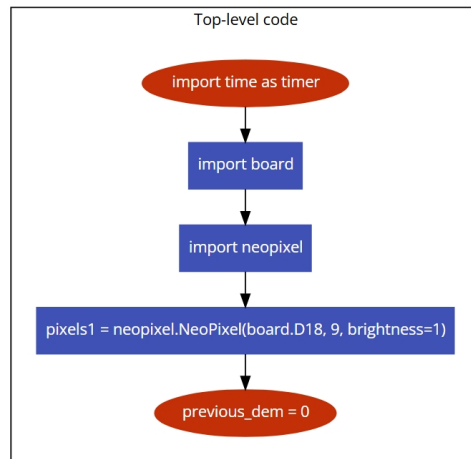 Top-level code
import time as timer
import board
import neopixel
pixels1 = neopixel.NeoPixel(board.D18, 9, brightness=1)
previous_dem = 0